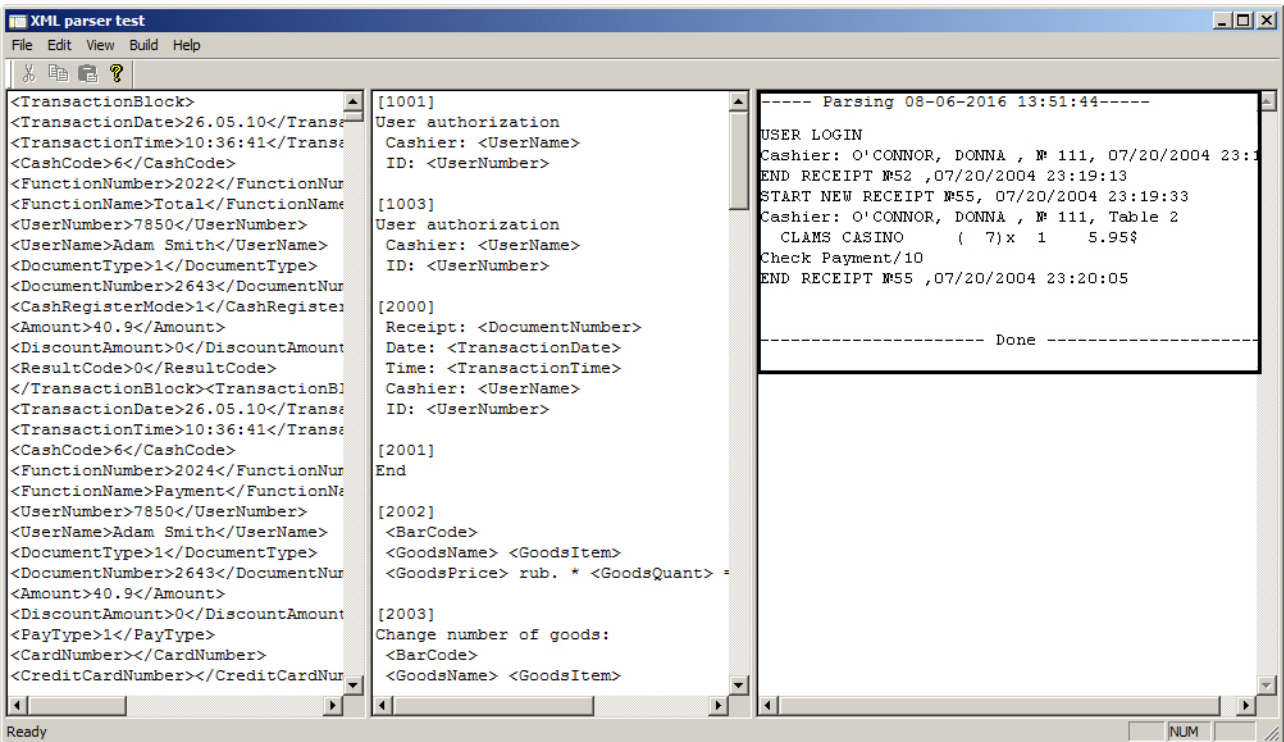 XML parser test
File Edit View Build Help
<TransactionBlock>
<TransactionDate>26.05.10</Transa
<TransactionTime>10:36:41</Transa
<CashCode>6</CashCode>
<FunctionNumber>2022</FunctionNum
<FunctionName>Total</FunctionName
<UserNumber>7850</UserNumber>
<UserName>Adam Smith</UserName>
<DocumentType>1</DocumentType>
<DocumentNumber>2643</DocumentNum
<CashRegisterMode>1</CashRegister
<Amount>40.9</Amount>
<DiscountAmount>0</DiscountAmount
<ResultCode>0</ResultCode>
</TransactionBlock><TransactionBl
<TransactionDate>26.05.10</Transa
<TransactionTime>10:36:41</Transa
<CashCode>6</CashCode>
<FunctionNumber>2024</FunctionNum
<FunctionName>Payment</FunctionNa
<UserNumber>7850</UserNumber>
<UserName>Adam Smith</UserName>
<DocumentType>1</DocumentType>
<DocumentNumber>2643</DocumentNum
<Amount>40.9</Amount>
<DiscountAmount>0</DiscountAmount
<PayType>1</PayType>
<CardNumber></CardNumber>
<CreditCardNumber></CreditCardNum
[1001]
User authorization
Cashier: <UserName>
ID: <UserNumber>
[1003]
User authorization
Cashier: <UserName>
ID: <UserNumber>
[2000]
Receipt: <DocumentNumber>
Date: <TransactionDate>
Time: <TransactionTime>
Cashier: <UserName>
ID: <UserNumber>
[2001]
End
[2002]
<BarCode>
<GoodsName> <GoodsItem>
<GoodsPrice> rub. * <GoodsQuant> =
[2003]
Change number of goods:
<BarCode>
<GoodsName> <GoodsItem>
----- Parsing 08-06-2016 13:51:44-----
USER LOGIN
Cashier: O'CONNOR, DONNA , № 111, 07/20/2004 23:1
END RECEIPT №52 ,07/20/2004 23:19:13
START NEW RECEIPT №55, 07/20/2004 23:19:33
Cashier: O'CONNOR, DONNA , № 111, Table 2
CLAMS CASINO ( 7)x 1 5.95$
Check Payment/10
END RECEIPT №55 ,07/20/2004 23:20:05
---------------------- Done ---------------------
Ready
NUM